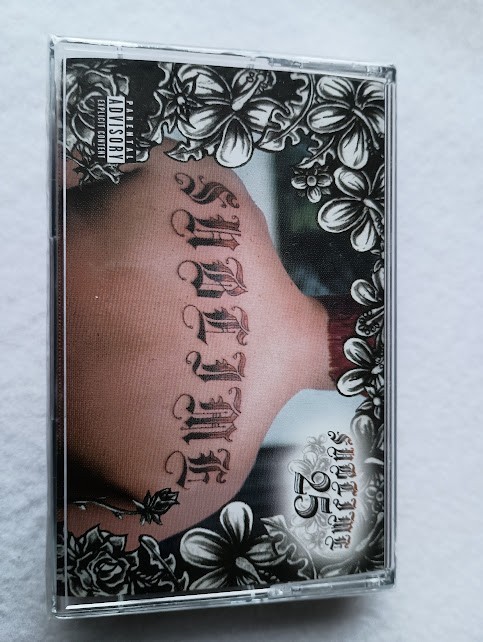 PARENTAL
ADVISORY
EXPLICIT CONTENT
SUBLIME
SUBLIME
25